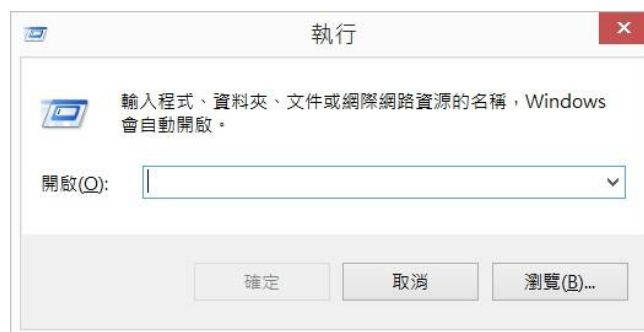 執行
輸入程式、資料夾、文件或網際網路資源的名稱，Windows
會自動開啟。
開啟(O):
確定
取消
瀏覽(B)...